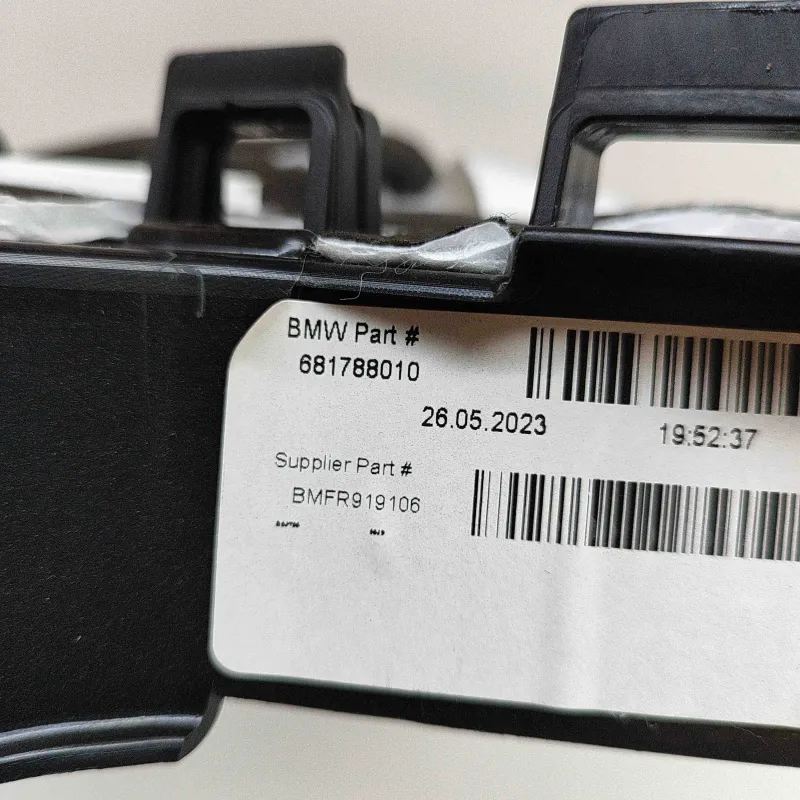 BMW Part #
681788010
26.05.2023 19:52:37
Supplier Part #
BMFR919106